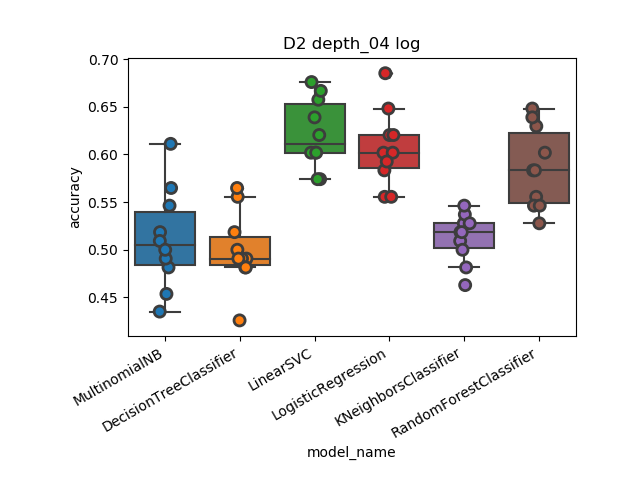 D2 depth_04 log
0.70
0.65
0.60
0.55
0.50
0.45
accuracy
MultinomialNB
DecisionTreeClassifier
LinearSVC
LogisticRegression
KNeighborsClassifier
RandomForestClassifier
model_name